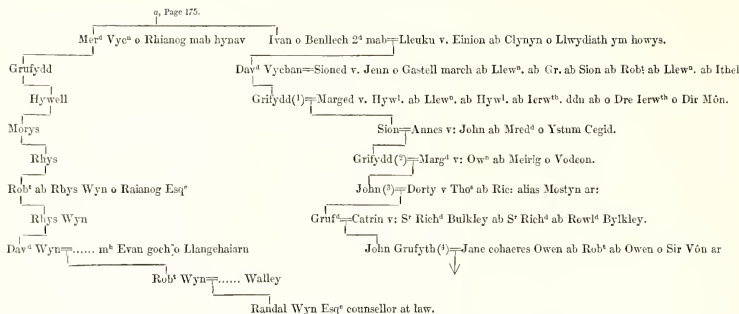 a, Page 175.
Merᵈ Vycⁿ o Rhianog mab hynav Ivan o Benllech 2ᵈ mab=Lleuku v. Einion ab Clynyn o Llwydiath ym howys.
Grufydd Davᵈ Vychan=Sioned v. Jenn o Gastell march ab Llewⁿ. ab Gr. ab Sion ab Robᵗ ab Llewⁿ. ab Ithel
Hywell Grifydd(¹)=Marged v. Hywˡ. ab Llewⁿ. ab Hywˡ. ab Ierwᵗʰ. ddn ab o Dre Ierwᵗʰ o Dir Môn.
Morys Sion=Annes v: John ab Mredᵈ o Ystum Cegid.
Rhys Grifydd(²)=Margᵈ v: Owⁿ ab Meirig o Vodeon.
Robᵗ ab Rhys Wyn o Raianog Esqᵉ John(³)=Dorty v Thoˢ ab Ric: alias Mostyn ar:
Rhys Wyn Grufᵈ=Catrin v: Sʳ Richᵈ Bulkley ab Sʳ Richᵈ ab Rowlᵈ Bylkley.
Davᵈ Wyn=...... mʰ Evan goch o Llangehaiarn John Grufyth(⁴)=Jane cohaeres Owen ab Robᵗ ab Owen o Sir Vôn ar
Robᵗ Wyn=...... Walley
Randal Wyn Esqᵉ counsellor at law.